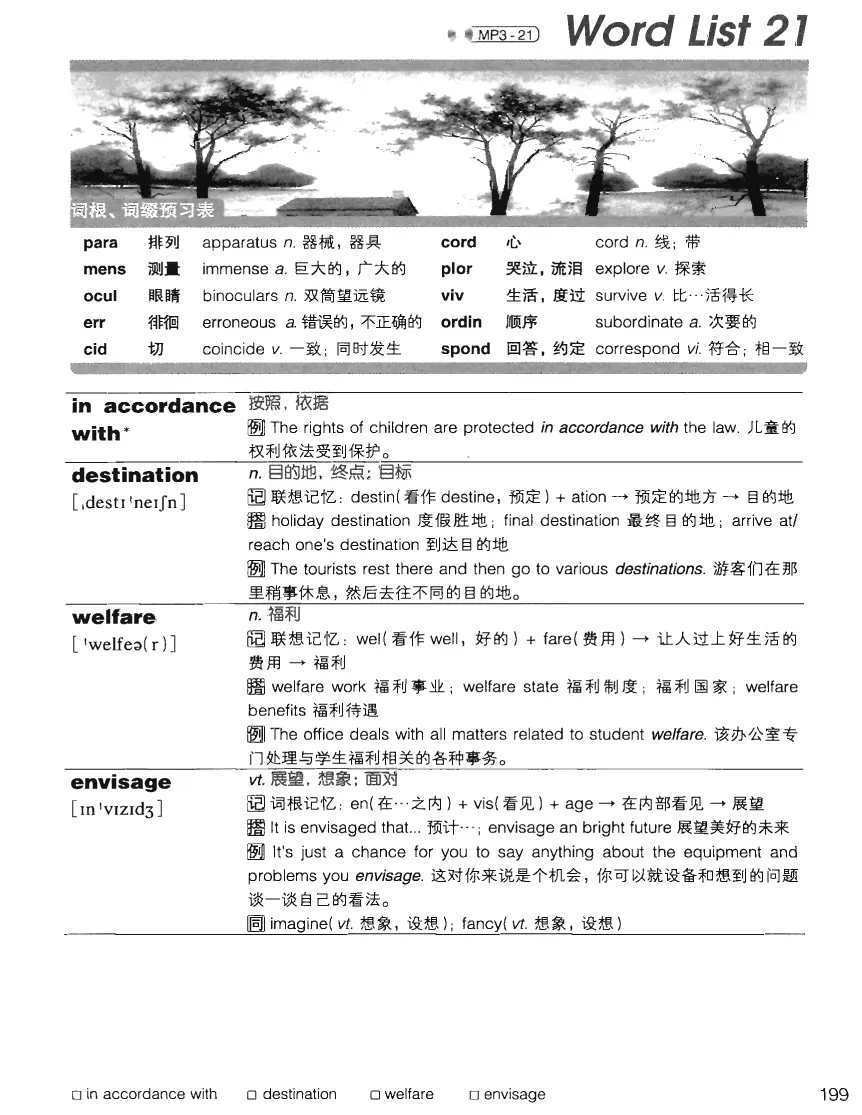 MP3-21 Word List 21
词根、词缀预习表
para 排列 apparatus n. 器械，器具 cord 心 cord n. 线；带
mens 测量 immense a. 巨大的，广大的 plor 哭泣，流泪 explore v. 探索
ocul 眼睛 binoculars n. 双筒望远镜 viv 生活，度过 survive v. 比…活得长
err 徘徊 erroneous a. 错误的，不正确的 ordin 顺序 subordinate a. 次要的
cid 切 coincide v. 一致；同时发生 spond 回答，约定 correspond vi. 符合；相一致
in accordance 按照，依据
with* 例 The rights of children are protected in accordance with the law. 儿童的
权利依法受到保护。
destination n. 目的地，终点；目标
[ˌdestɪˈneɪʃn] 记 联想记忆：destin(看作 destine，预定) + ation → 预定的地方 → 目的地
搭 holiday destination 度假胜地；final destination 最终目的地；arrive at/
reach one's destination 到达目的地
例 The tourists rest there and then go to various destinations. 游客们在那
里稍事休息，然后去往不同的目的地。
welfare n. 福利
[ˈwelfeə(r)] 记 联想记忆：wel(看作 well，好的) + fare(费用) → 让人过上好生活的
费用 → 福利
搭 welfare work 福利事业；welfare state 福利制度；福利国家；welfare
benefits 福利待遇
例 The office deals with all matters related to student welfare. 该办公室专
门处理与学生福利相关的各种事务。
envisage vt. 展望，想象；面对
[ɪnˈvɪzɪdʒ] 记 词根记忆：en(在…之内) + vis(看见) + age → 在内部看见 → 展望
搭 It is envisaged that... 预计…；envisage an bright future 展望美好的未来
例 It's just a chance for you to say anything about the equipment and
problems you envisage. 这对你来说是个机会，你可以就设备和想到的问题
谈一谈自己的看法。
同 imagine(vt. 想象，设想)；fancy(vt. 想象，设想)
□ in accordance with □ destination □ welfare □ envisage 199